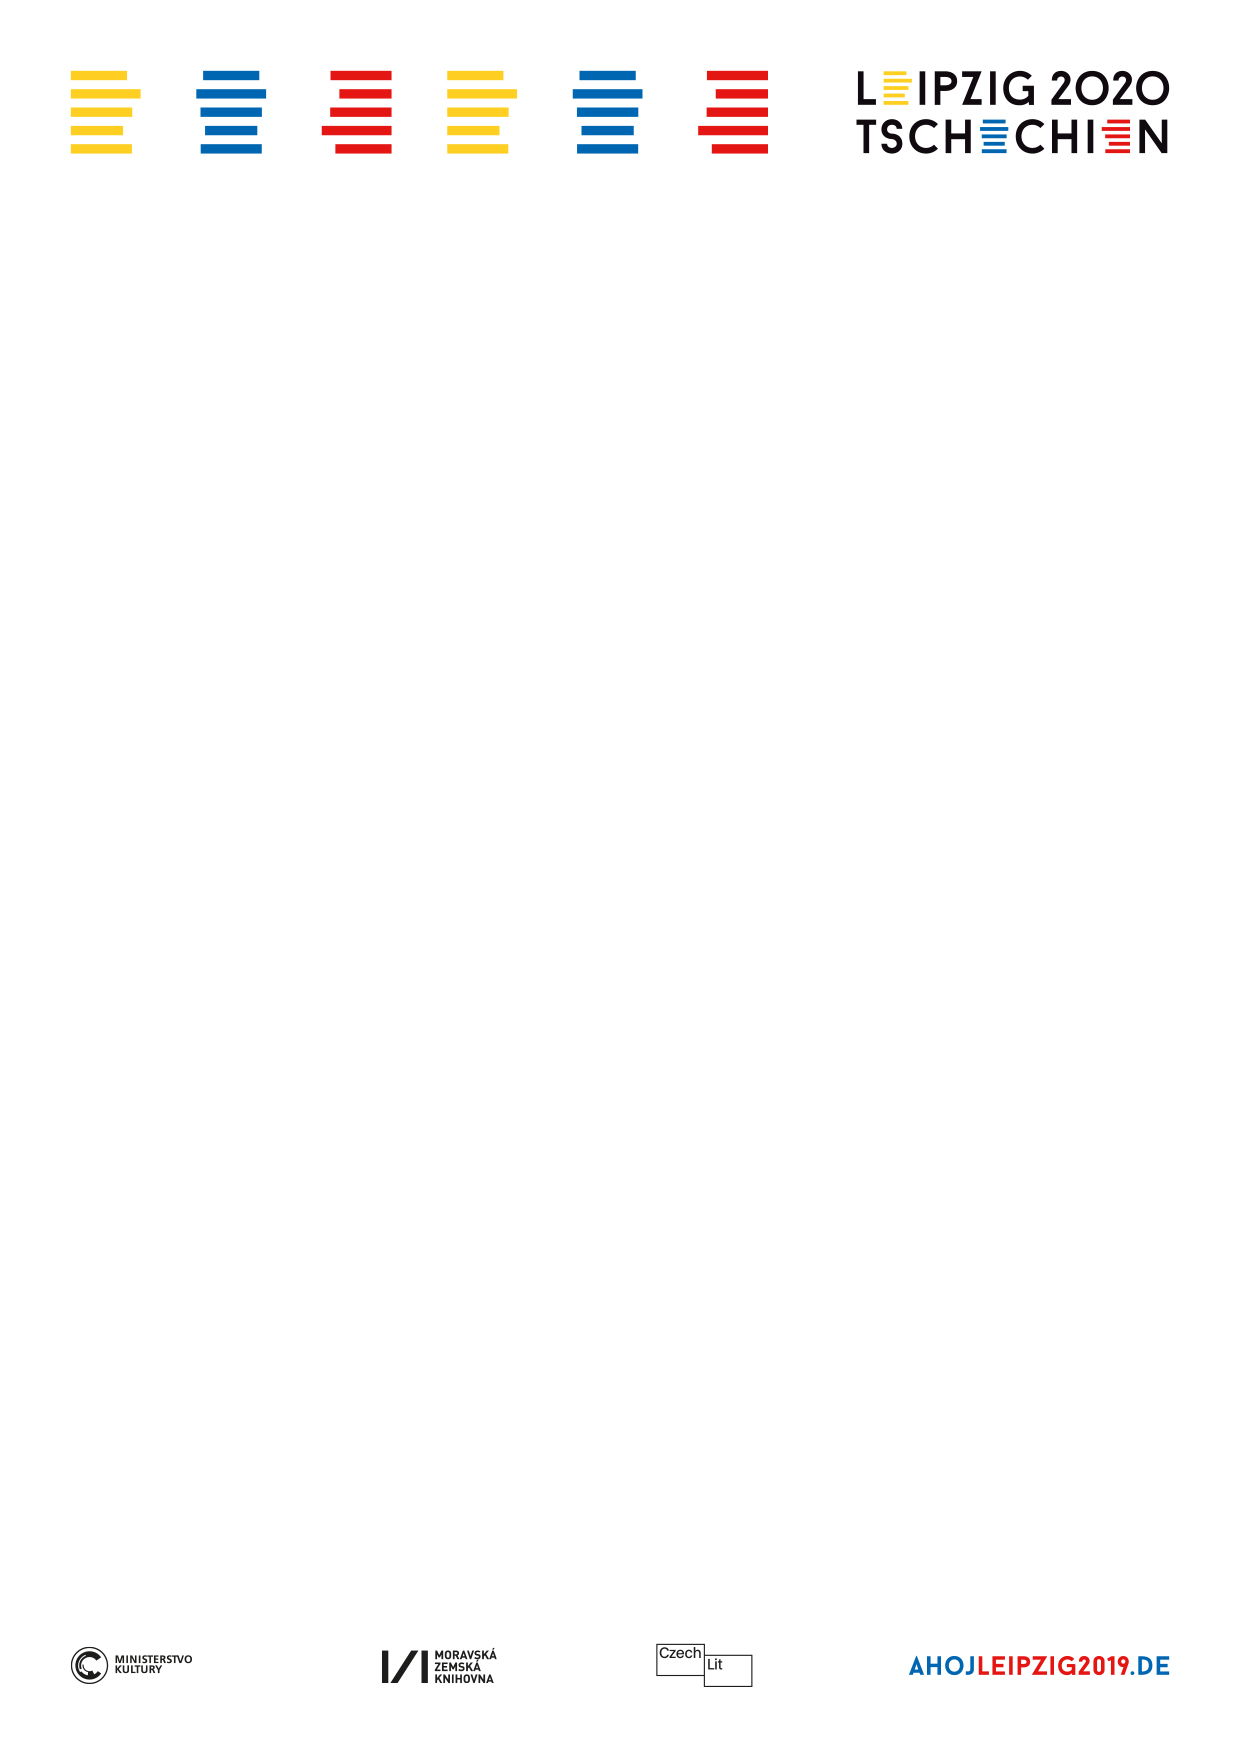 LEIPZIG 2020
TSCHECHIEN
MINISTERSTVO
KULTURY
MORAVSKÁ
ZEMSKÁ
KNIHOVNA
Czech
Lit
AHOJLEIPZIG2019.DE